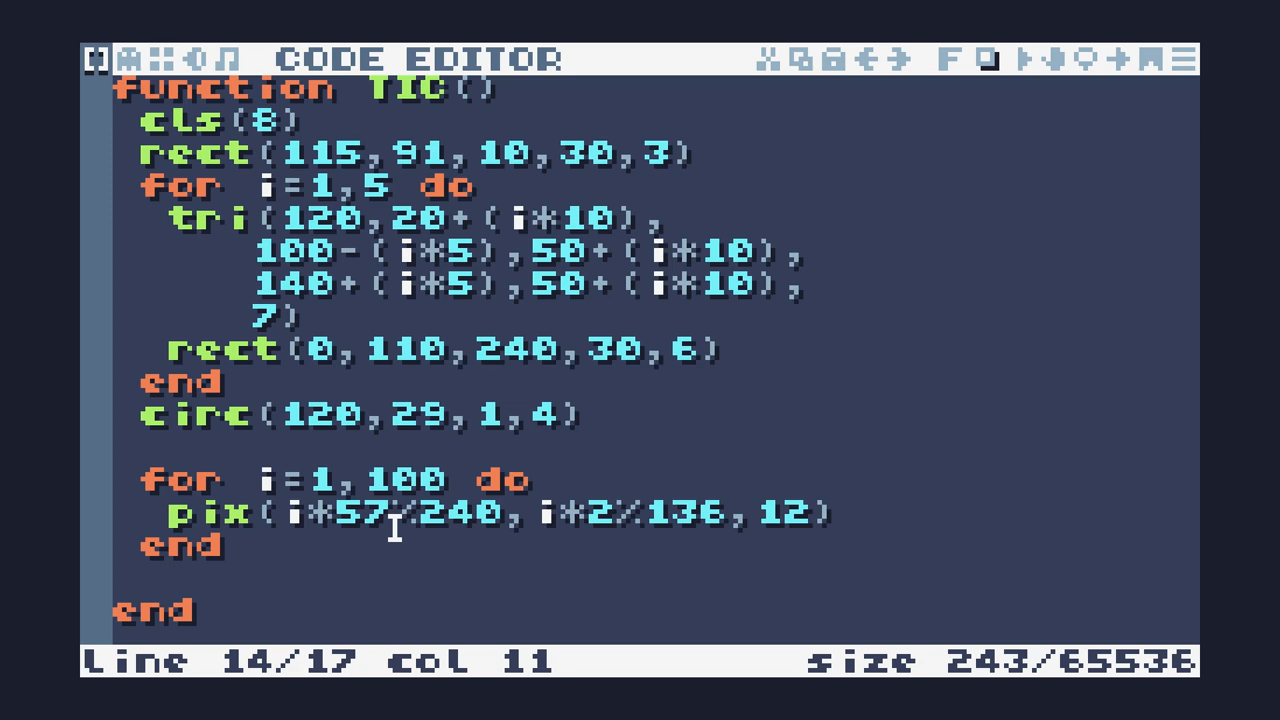 CODE EDITOR
function TIC()
cls(8)
rect(115,91,10,30,3)
for i=1,5 do
tri(120,20+(i*10),
100-(i*5),50+(i*10),
140+(i*5),50+(i*10),
7)
rect(0,110,240,30,6)
end
circ(120,29,1,4)
for i=1,100 do
pix(i*57%240,i*2%136,12)
end
end
line 14/17 col 11
size 243/65536